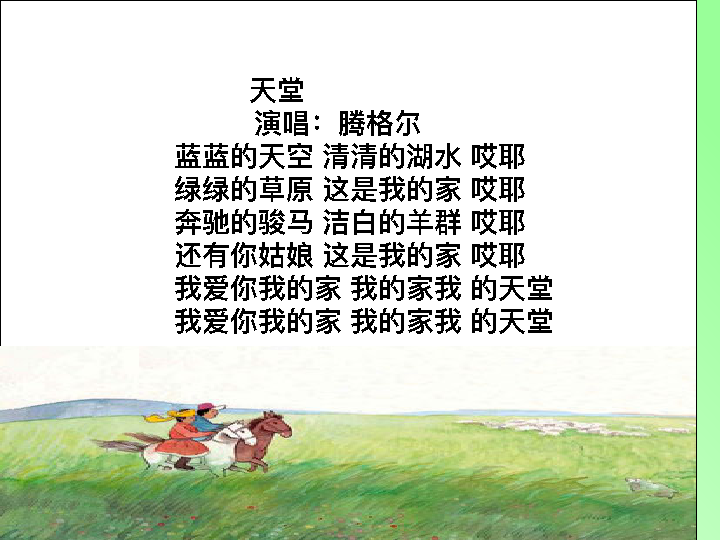 天堂
演唱：腾格尔
蓝蓝的天空 清清的湖水 哎耶
绿绿的草原 这是我的家 哎耶
奔驰的骏马 洁白的羊群 哎耶
还有你姑娘 这是我的家 哎耶
我爱你我的家 我的家我 的天堂
我爱你我的家 我的家我 的天堂